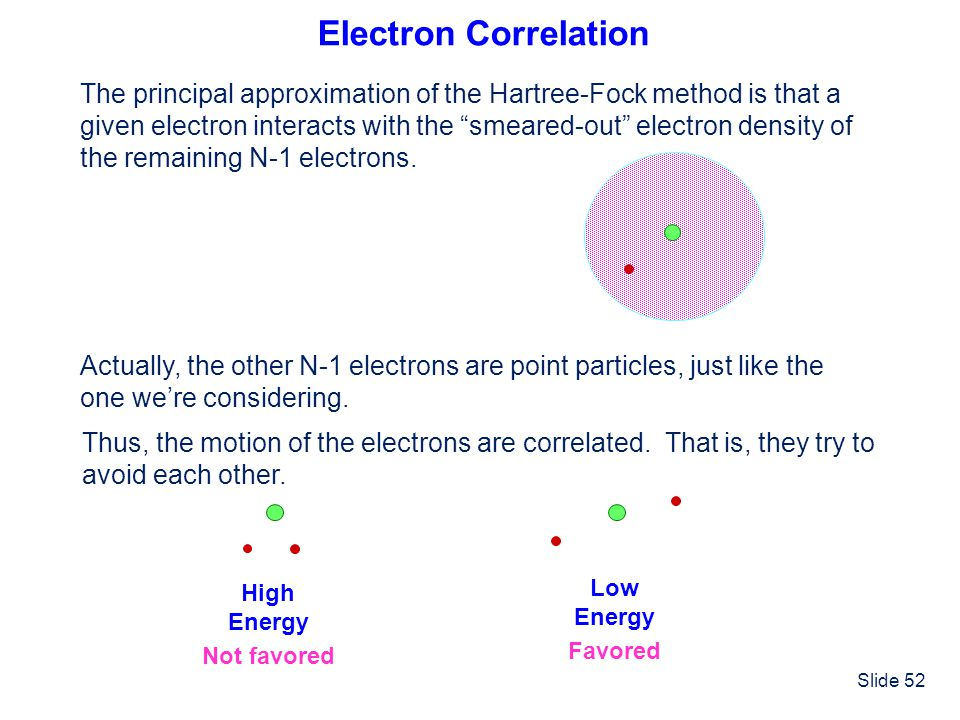 Electron Correlation
The principal approximation of the Hartree-Fock method is that a
given electron interacts with the “smeared-out” electron density of
the remaining N-1 electrons.
Actually, the other N-1 electrons are point particles, just like the
one we’re considering.
Thus, the motion of the electrons are correlated.  That is, they try to
avoid each other.
High
Energy
Not favored
Low
Energy
Favored
Slide 52